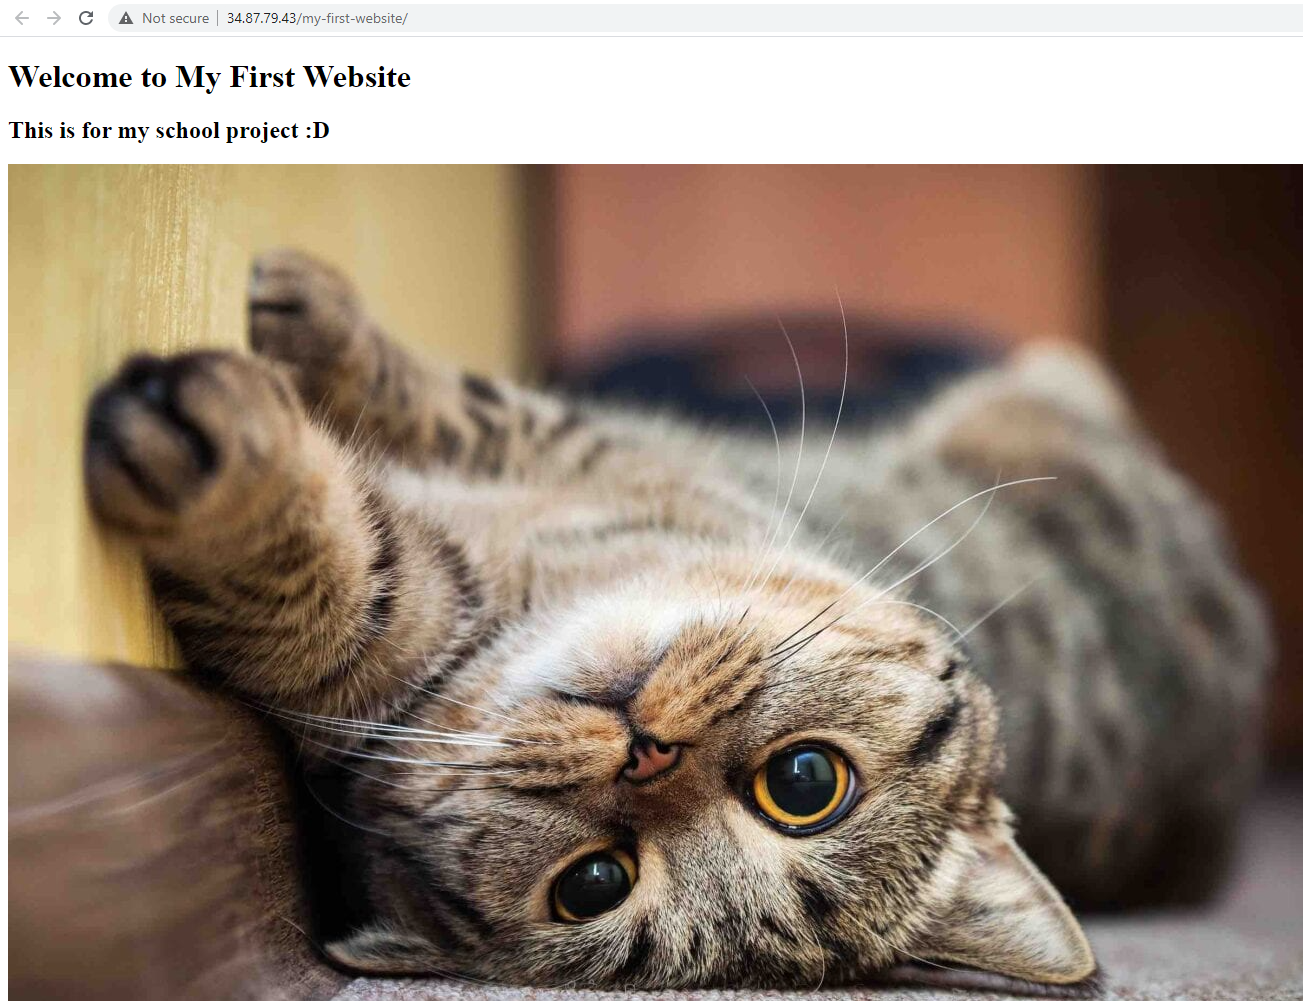 Not secure | 34.87.79.43/my-first-website/
Welcome to My First Website
This is for my school project :D